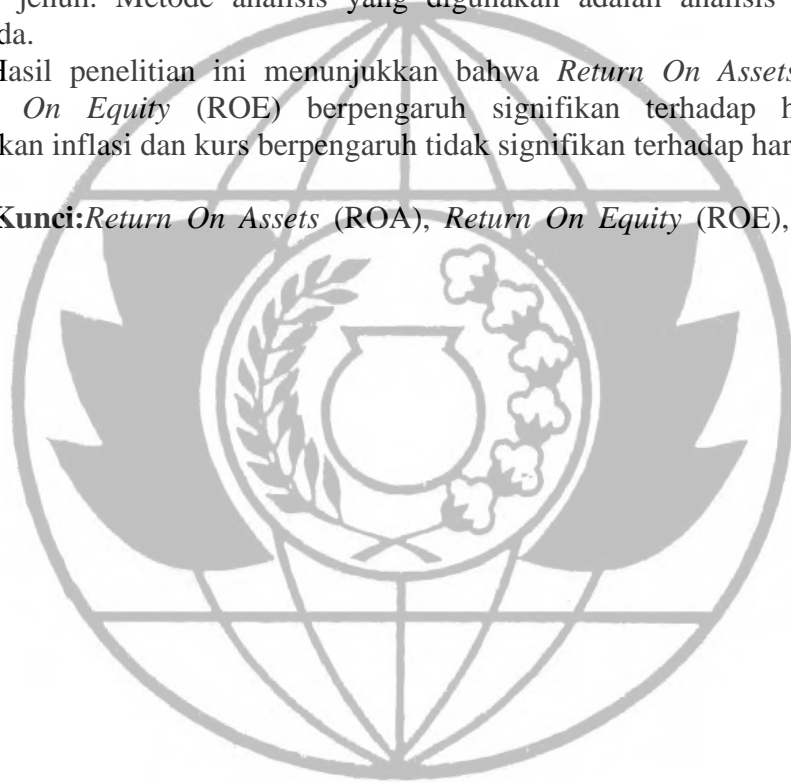 jenuh. Metode analisis yang digunakan adalah analisis
da.
Hasil penelitian ini menunjukkan bahwa Return On Assets
On Equity (ROE) berpengaruh signifikan terhadap h
kan inflasi dan kurs berpengaruh tidak signifikan terhadap har
Kunci:Return On Assets (ROA), Return On Equity (ROE),